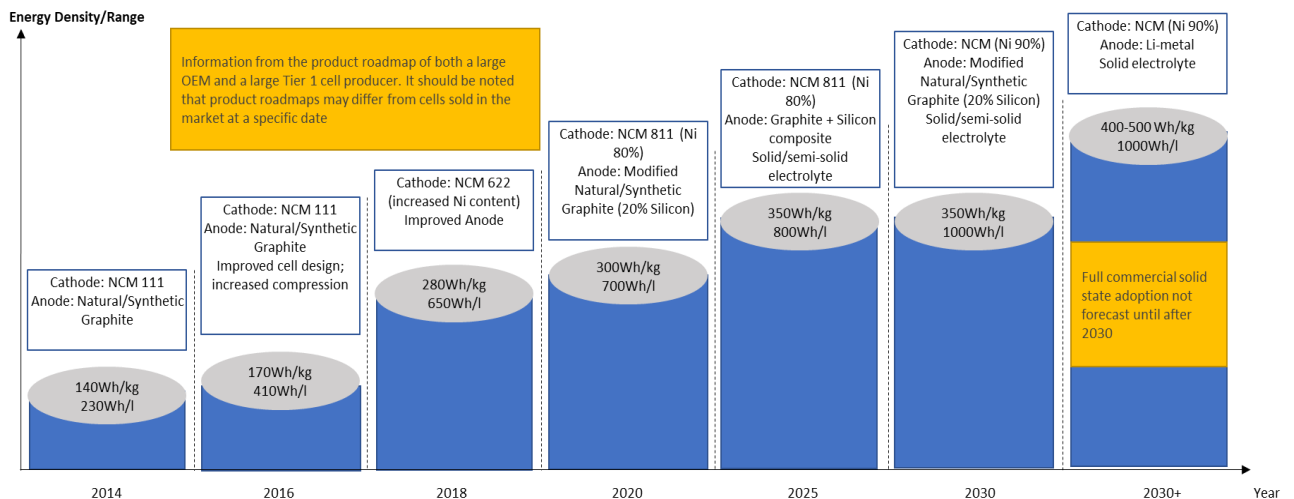 Energy Density/Range
Information from the product roadmap of both a large
OEM and a large Tier 1 cell producer. It should be noted
that product roadmaps may differ from cells sold in the
market at a specific date
Cathode: NCM 111
Anode: Natural/Synthetic
Graphite
140Wh/kg
230Wh/l
Cathode: NCM 111
Anode: Natural/Synthetic
Graphite
Improved cell design;
increased compression
170Wh/kg
410Wh/l
Cathode: NCM 622
(increased Ni content)
Improved Anode
280Wh/kg
650Wh/l
Cathode: NCM 811 (Ni
80%)
Anode: Modified
Natural/Synthetic
Graphite (20% Silicon)
300Wh/kg
700Wh/l
Cathode: NCM 811 (Ni
80%)
Anode: Graphite + Silicon
composite
Solid/semi-solid
electrolyte
350Wh/kg
800Wh/l
Cathode: NCM (Ni 90%)
Anode: Modified
Natural/Synthetic
Graphite (20% Silicon)
Solid/semi-solid
electrolyte
350Wh/kg
1000Wh/l
Cathode: NCM (Ni 90%)
Anode: Li-metal
Solid electrolyte
400-500 Wh/kg
1000Wh/l
Full commercial solid
state adoption not
forecast until after
2030
2014
2016
2018
2020
2025
2030
2030+
Year